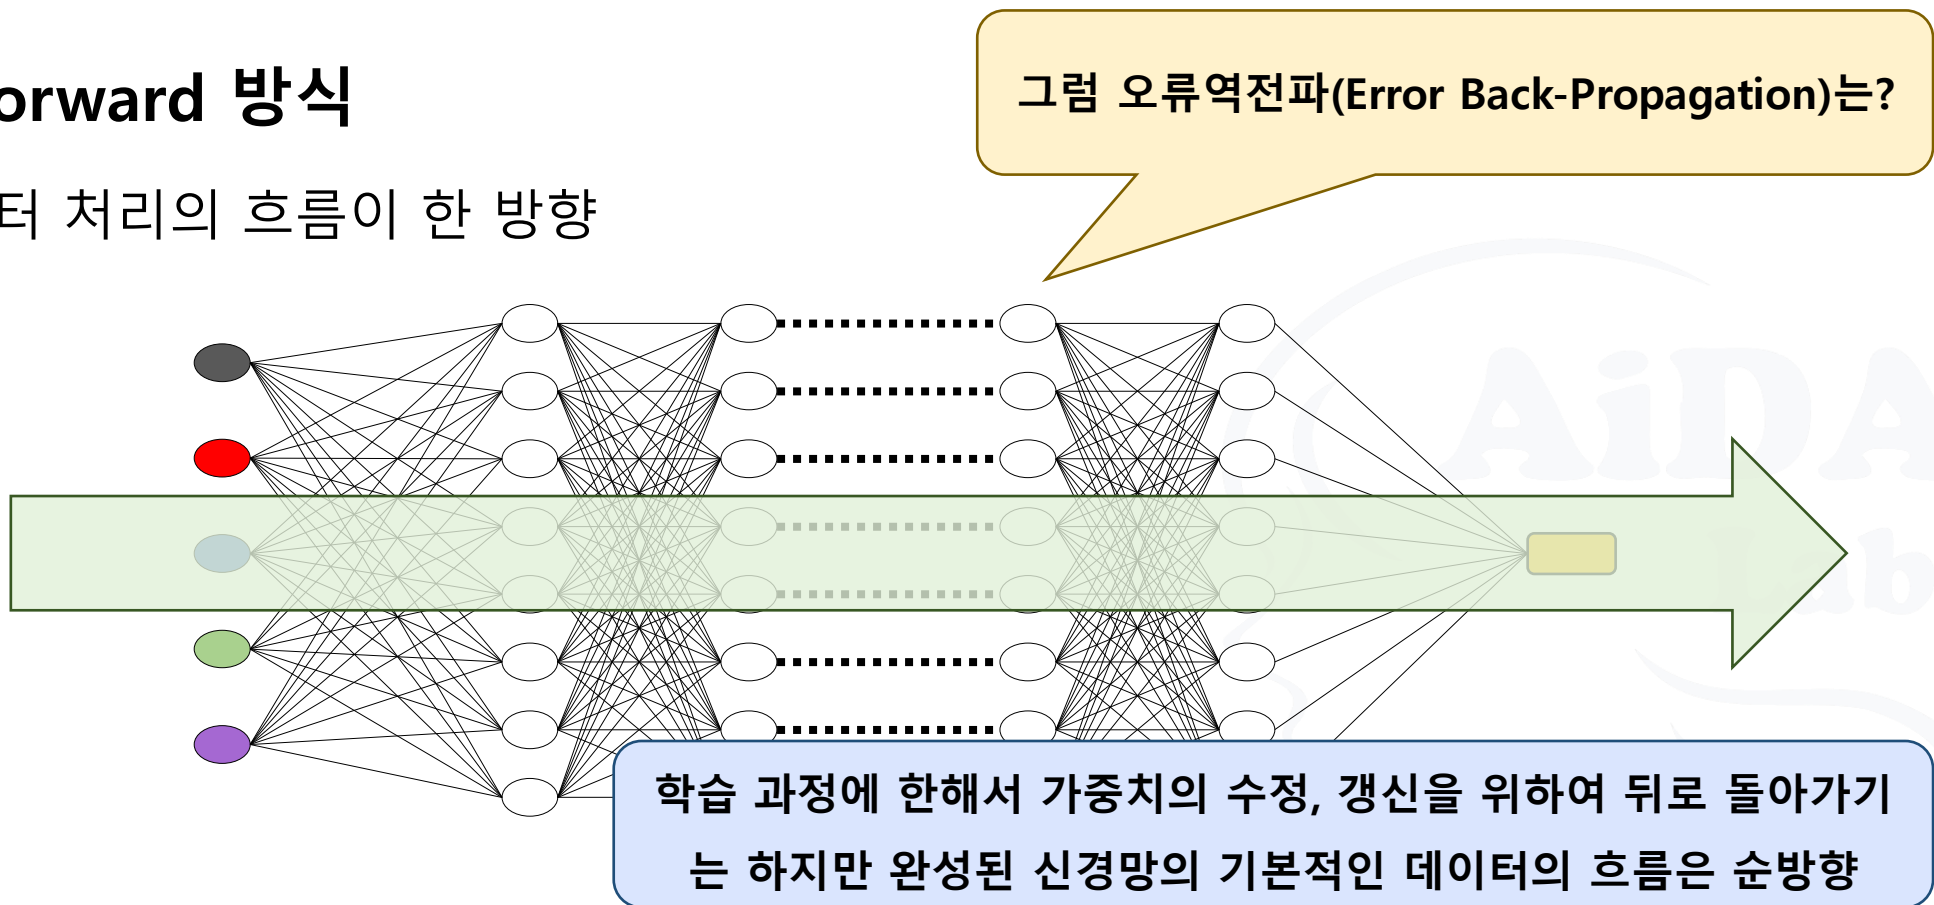 orward 방식
그럼 오류역전파(Error Back-Propagation)는?
터 처리의 흐름이 한 방향
AiDA
ab
학습 과정에 한해서 가중치의 수정, 갱신을 위하여 뒤로 돌아가기
는 하지만 완성된 신경망의 기본적인 데이터의 흐름은 순방향